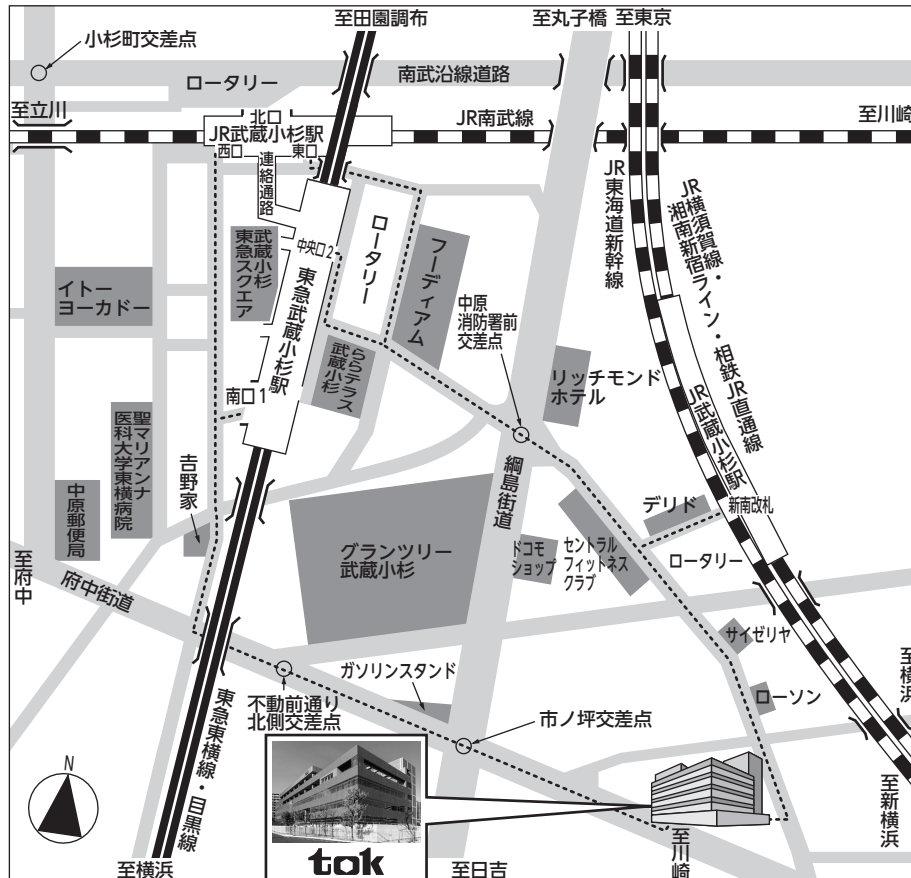 至田園調布
至丸子橋
至東京
小杉町交差点
ロータリー
南武沿線道路
至立川
北口
JR武蔵小杉駅
西口
東口
JR南武線
至川崎
連絡通路
JR東海道新幹線
JR横須賀線・
湘南新宿ライン・相鉄JR直通線
武蔵小杉
東急スクエア
中央口2
ロータリー
フーディアム
イトー
ヨーカドー
東急武蔵小杉駅
中原
消防署前
交差点
ららテラス
武蔵小杉
リッチモンド
ホテル
JR武蔵小杉駅
南口1
聖マリアンナ
医科大学東横病院
吉野家
中原郵便局
綱島街道
デリド
新南改札
グランツリー
武蔵小杉
ドコモ
ショップ
セントラル
フィットネス
クラブ
ロータリー
至府中
府中街道
サイゼリヤ
至横浜
ガソリンスタンド
ローソン
不動前通り
北側交差点
市ノ坪交差点
東急東横線・目黒線
N
至新横浜
tok
至横浜
至日吉
至川崎